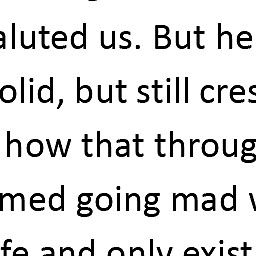 aluted us. But he
olid, but still cres
how that throug
med going mad
fe and only exist